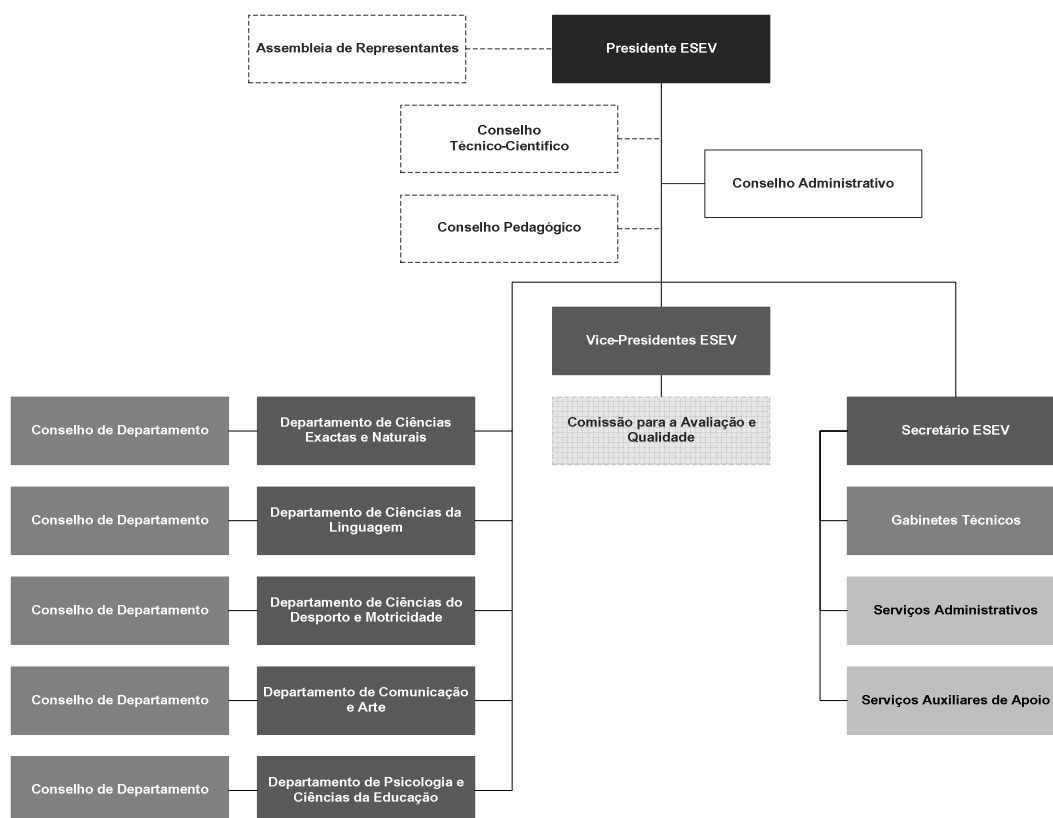 Assembleia de Representantes
Presidente ESEV
Conselho
Técnico-Científico
Conselho Administrativo
Conselho Pedagógico
Vice-Presidentes ESEV
Conselho de Departamento
Departamento de Ciências
Exactas e Naturais
Comissão para a Avaliação e
Qualidade
Secretário ESEV
Conselho de Departamento
Departamento de Ciências da
Linguagem
Gabinetes Técnicos
Conselho de Departamento
Departamento de Ciências do
Desporto e Motricidade
Serviços Administrativos
Conselho de Departamento
Departamento de Comunicação
e Arte
Serviços Auxiliares de Apoio
Conselho de Departamento
Departamento de Psicologia e
Ciências da Educação